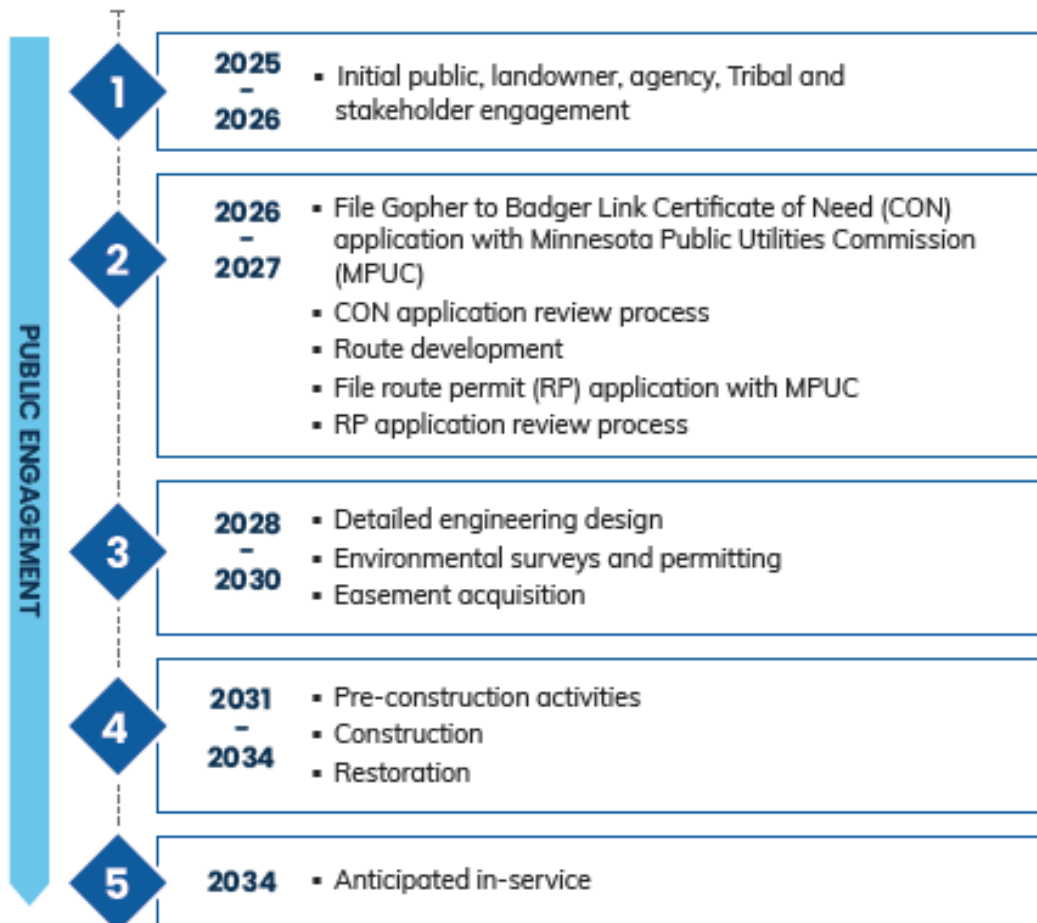 PUBLIC ENGAGEMENT
1
2025
-
2026
▪ Initial public, landowner, agency, Tribal and
stakeholder engagement
2
2026
-
2027
▪ File Gopher to Badger Link Certificate of Need (CON)
application with Minnesota Public Utilities Commission
(MPUC)
▪ CON application review process
▪ Route development
▪ File route permit (RP) application with MPUC
▪ RP application review process
3
2028
-
2030
▪ Detailed engineering design
▪ Environmental surveys and permitting
▪ Easement acquisition
4
2031
-
2034
▪ Pre-construction activities
▪ Construction
▪ Restoration
5
2034
▪ Anticipated in-service